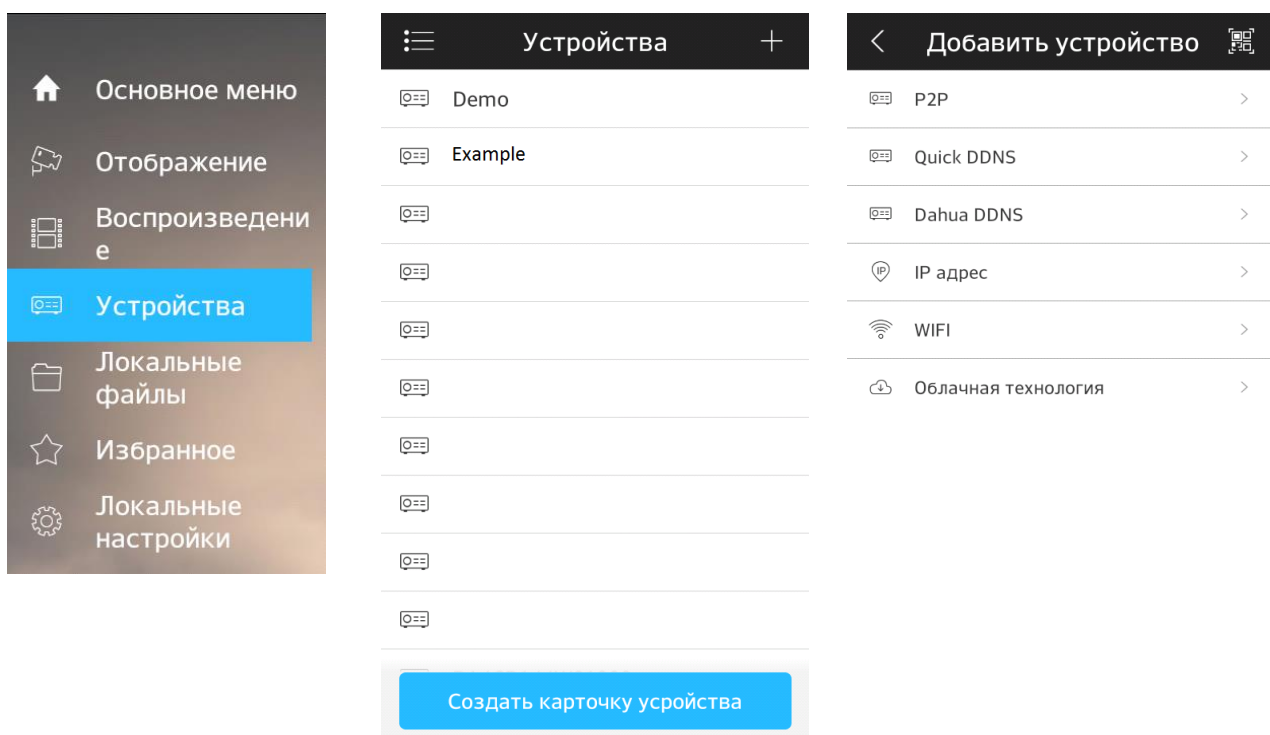 Основное меню
Отображение
Воспроизведени
е
Устройства
Локальные
файлы
Избранное
Локальные
настройки
Устройства
Demo
Example
Создать карточку усройства
Добавить устройство
P2P
Quick DDNS
Dahua DDNS
IP
IP адрес
WIFI
Облачная технология